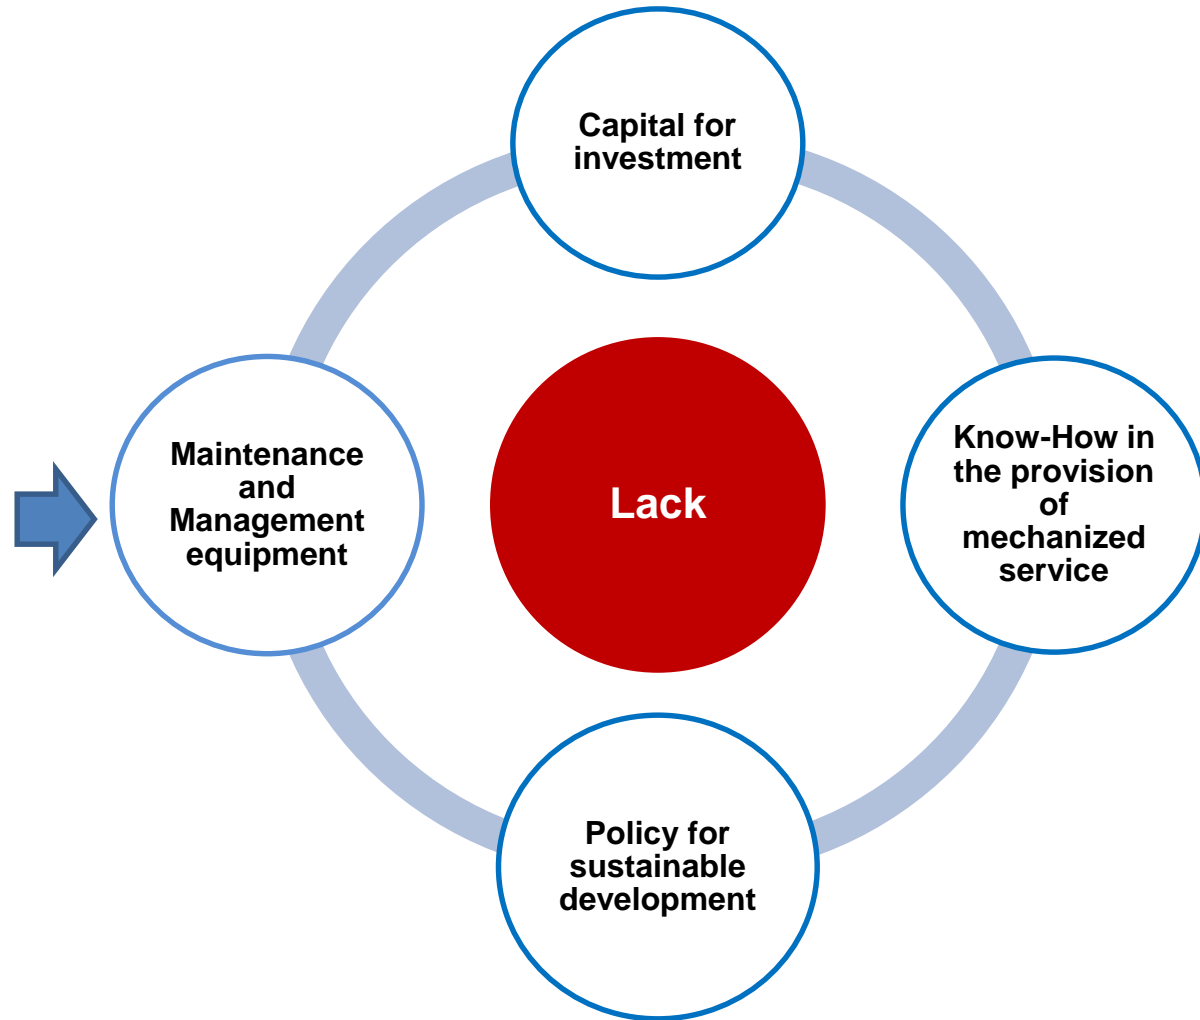 Capital for
investment
Maintenance
and
Management
equipment
Lack
Know-How in
the provision
of
mechanized
service
Policy for
sustainable
development